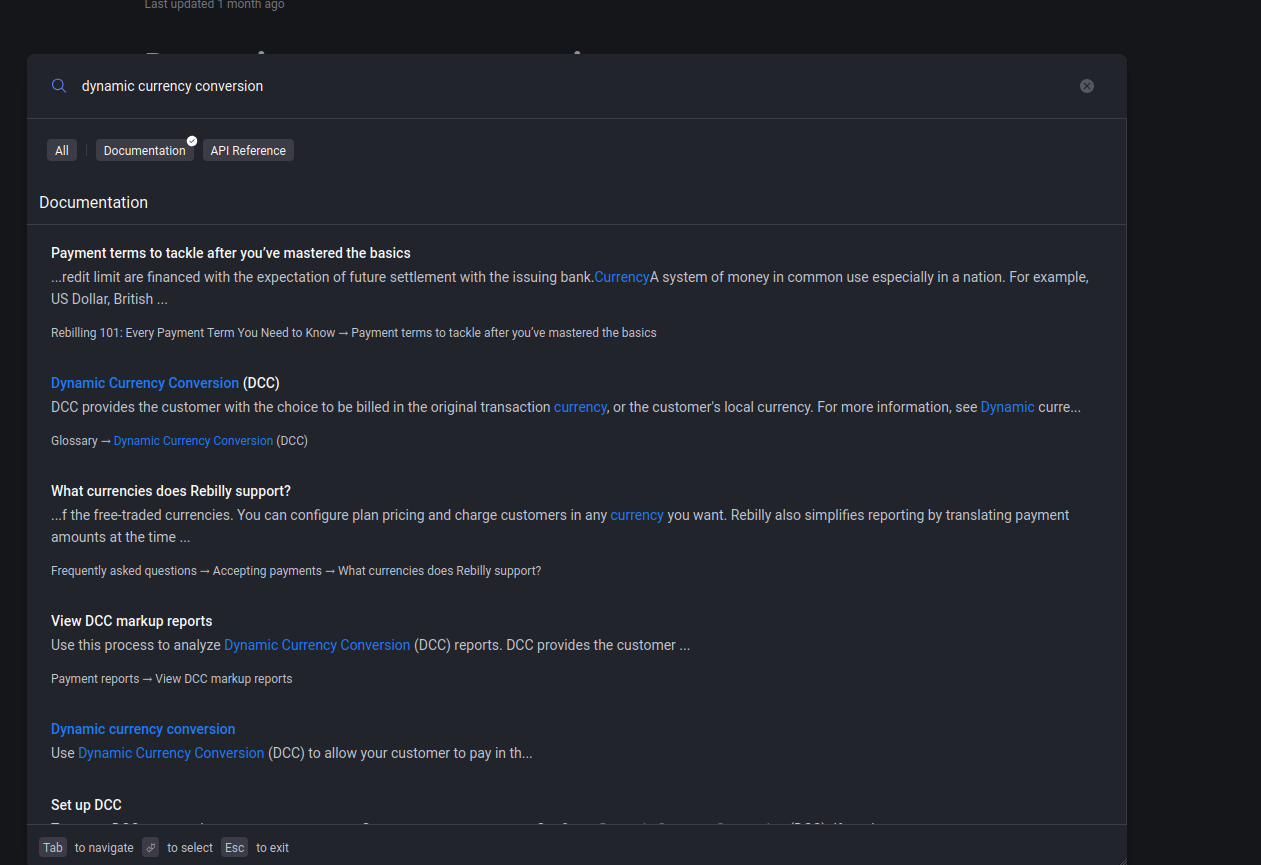 Last updated 1 month ago
dynamic currency conversion
All
Documentation
API Reference
Documentation
Payment terms to tackle after you’ve mastered the basics
...redit limit are financed with the expectation of future settlement with the issuing bank.CurrencyA system of money in common use especially in a nation. For example,
US Dollar, British ...
Rebilling 101: Every Payment Term You Need to Know → Payment terms to tackle after you’ve mastered the basics
Dynamic Currency Conversion (DCC)
DCC provides the customer with the choice to be billed in the original transaction currency, or the customer's local currency. For more information, see Dynamic curre...
Glossary → Dynamic Currency Conversion (DCC)
What currencies does Rebilly support?
...f the free-traded currencies. You can configure plan pricing and charge customers in any currency you want. Rebilly also simplifies reporting by translating payment
amounts at the time ...
Frequently asked questions → Accepting payments → What currencies does Rebilly support?
View DCC markup reports
Use this process to analyze Dynamic Currency Conversion (DCC) reports. DCC provides the customer ...
Payment reports → View DCC markup reports
Dynamic currency conversion
Use Dynamic Currency Conversion (DCC) to allow your customer to pay in th...
Set up DCC
Tab to navigate ⏎ to select Esc to exit